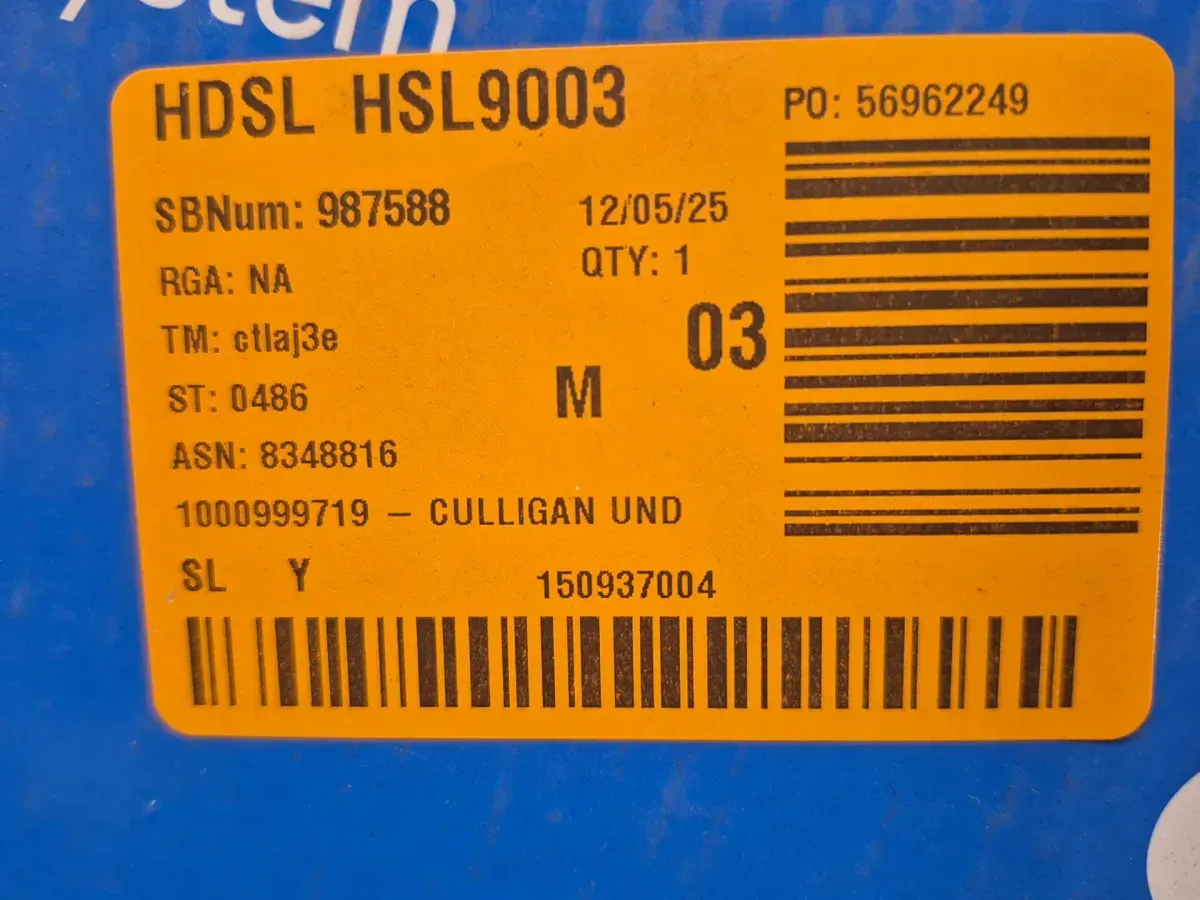 ystem
HDSL HSL9003
PO: 56962249
SBNum: 987588
12/05/25
QTY: 1
RGA: NA
TM: ctlaj3e
03
ST: 0486
M
ASN: 8348816
1000999719 – CULLIGAN UND
SL Y
150937004